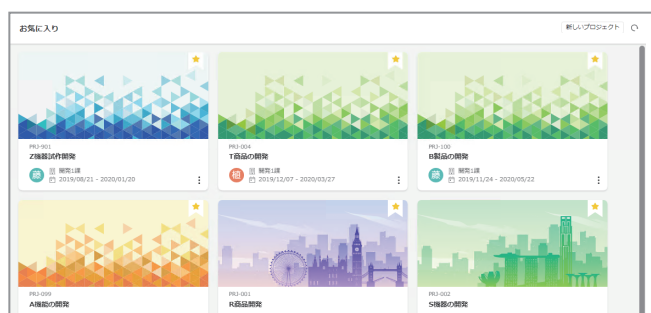 お気に入り
新しいプロジェクト
PRJ-901
Z機器試作開発
藤
開発1課
2019/08/21 - 2020/01/20
PRJ-004
T商品の開発
植
開発1課
2019/12/07 - 2020/03/27
PRJ-100
B製品の開発
藤
開発1課
2019/11/24 - 2020/05/22
PRJ-099
A機能の開発
PRJ-001
R商品開発
PRJ-002
S機器の開発